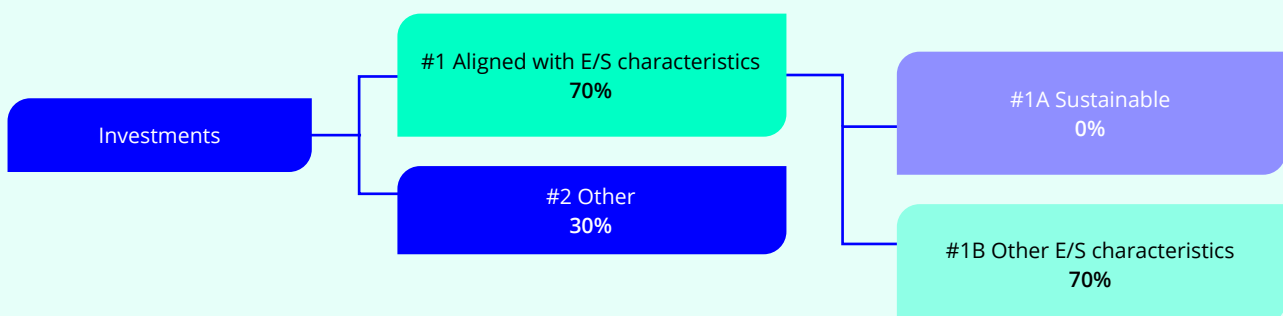 Investments
#1 Aligned with E/S characteristics
70%
#2 Other
30%
#1A Sustainable
0%
#1B Other E/S characteristics
70%